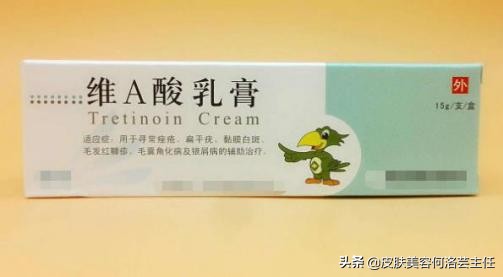 维A酸乳膏
Tretinoin Cream
适应症：用于寻常痤疮、扁平疣、黏膜白斑、
毛发红糠疹、毛囊角化病及银屑病的辅助治疗。
外
15g/支/盒
头条 @皮肤美容何洛芸主任